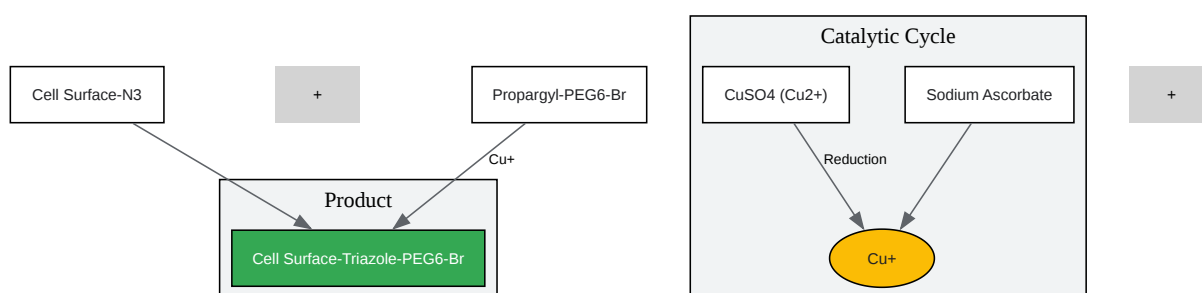 Catalytic Cycle
Cell Surface-N3
+
Propargyl-PEG6-Br
CuSO4 (Cu2+)
Sodium Ascorbate
+
Cu+
Reduction
Product
Cell Surface-Triazole-PEG6-Br
Cu+